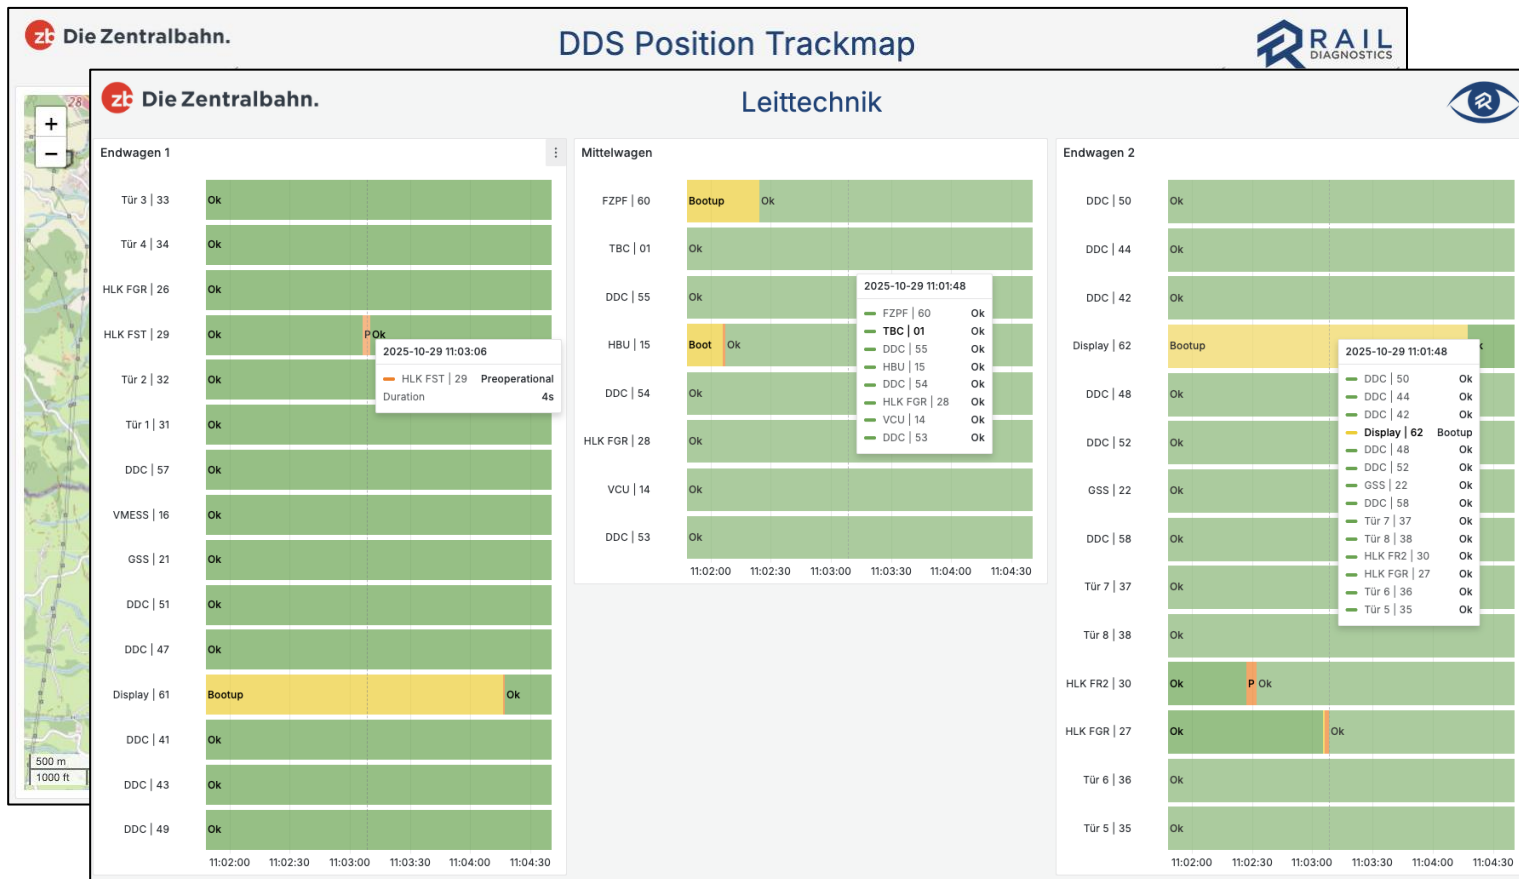 zb Die Zentralbahn.
DDS Position Trackmap
RAIL
DIAGNOSTICS
28
+
−
500 m
1000 ft
zb Die Zentralbahn.
Leittechnik
Endwagen 1
Tür 3 | 33 Ok
Tür 4 | 34 Ok
HLK FGR | 26 Ok
HLK FST | 29 Ok P Ok
Tür 2 | 32 Ok
Tür 1 | 31 Ok
DDC | 57 Ok
VMESS | 16 Ok
GSS | 21 Ok
DDC | 51 Ok
DDC | 47 Ok
Display | 61 Bootup Ok
DDC | 41 Ok
DDC | 43 Ok
DDC | 49 Ok
11:02:00 11:02:30 11:03:00 11:03:30 11:04:00 11:04:30
2025-10-29 11:03:06
HLK FST | 29 Preoperational
Duration 4s
Mittelwagen
FZPF | 60 Bootup Ok
TBC | 01 Ok
DDC | 55 Ok
HBU | 15 Boot Ok
DDC | 54 Ok
HLK FGR | 28 Ok
VCU | 14 Ok
DDC | 53 Ok
11:02:00 11:02:30 11:03:00 11:03:30 11:04:00 11:04:30
2025-10-29 11:01:48
FZPF | 60 Ok
TBC | 01 Ok
DDC | 55 Ok
HBU | 15 Ok
DDC | 54 Ok
HLK FGR | 28 Ok
VCU | 14 Ok
DDC | 53 Ok
Endwagen 2
DDC | 50 Ok
DDC | 44 Ok
DDC | 42 Ok
Display | 62 Bootup
DDC | 48 Ok
DDC | 52 Ok
GSS | 22 Ok
DDC | 58 Ok
Tür 7 | 37 Ok
Tür 8 | 38 Ok
HLK FR2 | 30 Ok P Ok
HLK FGR | 27 Ok Ok
Tür 6 | 36 Ok
Tür 5 | 35 Ok
11:02:00 11:02:30 11:03:00 11:03:30 11:04:00 11:04:30
2025-10-29 11:01:48
DDC | 50 Ok
DDC | 44 Ok
DDC | 42 Ok
Display | 62 Bootup
DDC | 48 Ok
DDC | 52 Ok
GSS | 22 Ok
DDC | 58 Ok
Tür 7 | 37 Ok
Tür 8 | 38 Ok
HLK FR2 | 30 Ok
HLK FGR | 27 Ok
Tür 6 | 36 Ok
Tür 5 | 35 Ok